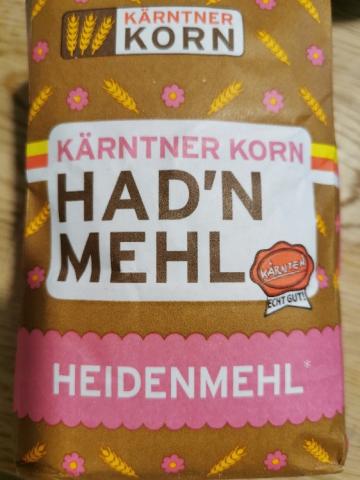 KÄRNTNER
KORN
KÄRNTNER KORN
HAD'N
MEHL
KÄRNTEN
ECHT GUT!
HEIDENMEHL*